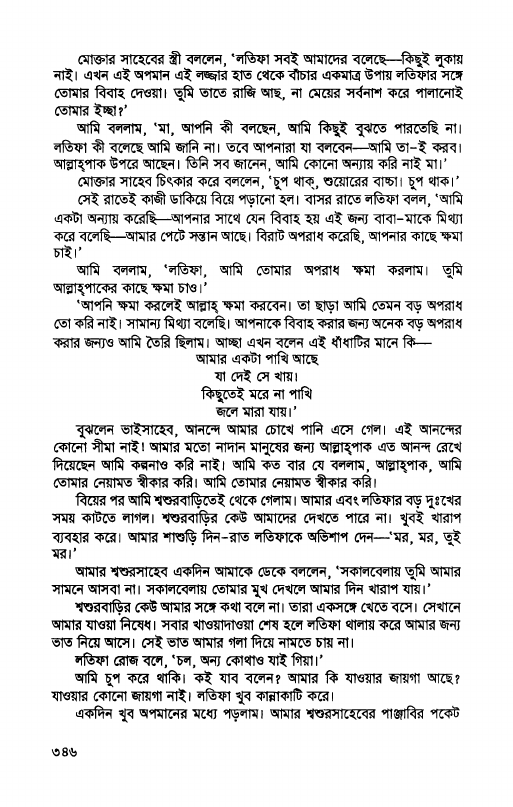 মোক্তার সাহেবের স্ত্রী বললেন, ‘লতিফা সবই আমাদের বলেছে—কিছুই লুকায়
নাই। এখন এই অপমান এই লজ্জার হাত থেকে বাঁচার একমাত্র উপায় লতিফার সঙ্গে
তোমার বিবাহ দেওয়া। তুমি তাতে রাজি আছ, না মেয়ের সর্বনাশ করে পালানোই
তোমার ইচ্ছা?’
আমি বললাম, ‘মা, আপনি কী বলছেন, আমি কিছুই বুঝতে পারতেছি না।
লতিফা কী বলেছে আমি জানি না। তবে আপনারা যা বলবেন—আমি তা-ই করব।
আল্লাহ্‌পাক উপরে আছেন। তিনি সব জানেন, আমি কোনো অন্যায় করি নাই মা।’
মোক্তার সাহেব চিৎকার করে বললেন, ‘চুপ থাক্, শুয়োরের বাচ্চা। চুপ থাক।’
সেই রাতেই কাজী ডাকিয়ে বিয়ে পড়ানো হল। বাসর রাতে লতিফা বলল, ‘আমি
একটা অন্যায় করেছি—আপনার সাথে যেন বিবাহ হয় এই জন্য বাবা-মাকে মিথ্যা
করে বলেছি—আমার পেটে সন্তান আছে। বিরাট অপরাধ করেছি, আপনার কাছে ক্ষমা
চাই।’
আমি বললাম, ‘লতিফা, আমি তোমার অপরাধ ক্ষমা করলাম। তুমি
আল্লাহ্‌পাকের কাছে ক্ষমা চাও।’
‘আপনি ক্ষমা করলেই আল্লাহ্ ক্ষমা করবেন। তা ছাড়া আমি তেমন বড় অপরাধ
তো করি নাই। সামান্য মিথ্যা বলেছি। আপনাকে বিবাহ করার জন্য অনেক বড় অপরাধ
করার জন্যও আমি তৈরি ছিলাম। আচ্ছা এখন বলেন এই ধাঁধাটির মানে কি—
আমার একটা পাখি আছে
যা দেই সে খায়।
কিছুতেই মরে না পাখি
জলে মারা যায়।’
বুঝলেন ভাইসাহেব, আনন্দে আমার চোখে পানি এসে গেল। এই আনন্দের
কোনো সীমা নাই! আমার মতো নাদান মানুষের জন্য আল্লাহ্‌পাক এত আনন্দ রেখে
দিয়েছেন আমি কল্পনাও করি নাই। আমি কত বার যে বললাম, আল্লাহ্‌পাক, আমি
তোমার নেয়ামত স্বীকার করি। আমি তোমার নেয়ামত স্বীকার করি।
বিয়ের পর আমি শ্বশুরবাড়িতেই থেকে গেলাম। আমার এবং লতিফার বড় দুঃখের
সময় কাটতে লাগল। শ্বশুরবাড়ির কেউ আমাদের দেখতে পারে না। খুবই খারাপ
ব্যবহার করে। আমার শাশুড়ি দিন-রাত লতিফাকে অভিশাপ দেন—‘মর, মর, তুই
মর।’
আমার শ্বশুরসাহেব একদিন আমাকে ডেকে বললেন, ‘সকালবেলায় তুমি আমার
সামনে আসবা না। সকালবেলায় তোমার মুখ দেখলে আমার দিন খারাপ যায়।’
শ্বশুরবাড়ির কেউ আমার সঙ্গে কথা বলে না। তারা একসঙ্গে খেতে বসে। সেখানে
আমার যাওয়া নিষেধ। সবার খাওয়াদাওয়া শেষ হলে লতিফা থালায় করে আমার জন্য
ভাত নিয়ে আসে। সেই ভাত আমার গলা দিয়ে নামতে চায় না।
লতিফা রোজ বলে, ‘চল, অন্য কোথাও যাই গিয়া।’
আমি চুপ করে থাকি। কই যাব বলেন? আমার কি যাওয়ার জায়গা আছে?
যাওয়ার কোনো জায়গা নাই। লতিফা খুব কান্নাকাটি করে।
একদিন খুব অপমানের মধ্যে পড়লাম। আমার শ্বশুরসাহেবের পাঞ্জাবির পকেট
৩৪৬